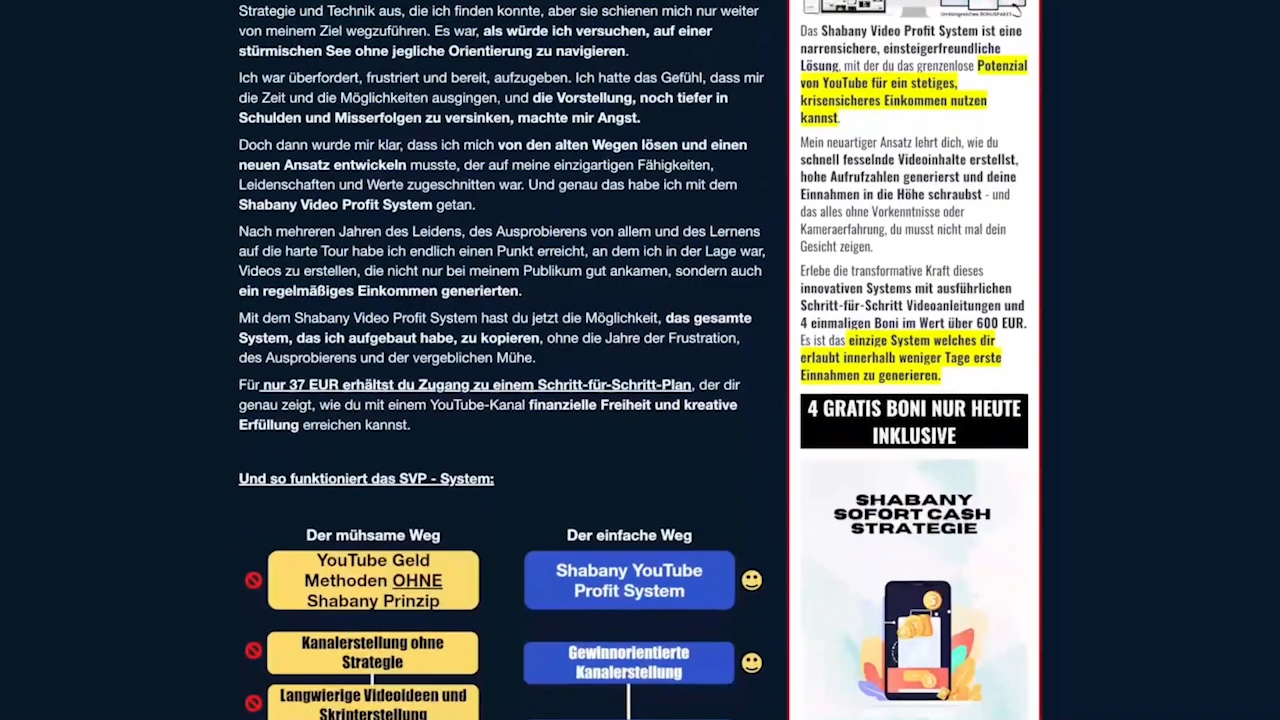 Strategie und Technik aus, die ich finden konnte, aber sie schienen mich nur weiter
von meinem Ziel wegzuführen. Es war, als würde ich versuchen, auf einer
stürmischen See ohne jegliche Orientierung zu navigieren.
Ich war überfordert, frustriert und bereit, aufzugeben. Ich hatte das Gefühl, dass mir
die Zeit und die Möglichkeiten ausgingen, und die Vorstellung, noch tiefer in
Schulden und Misserfolgen zu versinken, machte mir Angst.
Doch dann wurde mir klar, dass ich mich von den alten Wegen lösen und einen
neuen Ansatz entwickeln musste, der auf meine einzigartigen Fähigkeiten,
Leidenschaften und Werte zugeschnitten war. Und genau das habe ich mit dem
Shabany Video Profit System getan.
Nach mehreren Jahren des Leidens, des Ausprobierens von allem und des Lernens
auf die harte Tour habe ich endlich einen Punkt erreicht, an dem ich in der Lage war,
Videos zu erstellen, die nicht nur bei meinem Publikum gut ankamen, sondern auch
ein regelmäßiges Einkommen generierten.
Mit dem Shabany Video Profit System hast du jetzt die Möglichkeit, das gesamte
System, das ich aufgebaut habe, zu kopieren, ohne die Jahre der Frustration,
des Ausprobierens und der vergeblichen Mühe.
Für nur 37 EUR erhältst du Zugang zu einem Schritt-für-Schritt-Plan, der dir
genau zeigt, wie du mit einem YouTube-Kanal finanzielle Freiheit und kreative
Erfüllung erreichen kannst.
Und so funktioniert das SVP - System:
Der mühsame Weg
YouTube Geld
Methoden OHNE
Shabany Prinzip
Kanalerstellung ohne
Strategie
Langwierige Videoideen und
Skripterstellung
Der einfache Weg
Shabany YouTube
Profit System
Gewinnorientierte
Kanalerstellung
Umfangreiches BONUSPAKET
Das Shabany Video Profit System ist eine
narrensichere, einsteigerfreundliche
Lösung, mit der du das grenzenlose Potenzial
von YouTube für ein stetiges,
krisensicheres Einkommen nutzen
kannst.
Mein neuartiger Ansatz lehrt dich, wie du
schnell fesselnde Videoinhalte erstellst,
hohe Aufrufzahlen generierst und deine
Einnahmen in die Höhe schraubst - und
das alles ohne Vorkenntnisse oder
Kameraerfahrung, du musst nicht mal dein
Gesicht zeigen.
Erlebe die transformative Kraft dieses
innovativen Systems mit ausführlichen
Schritt-für-Schritt Videoanleitungen und
4 einmaligen Boni im Wert über 600 EUR.
Es ist das einzige System welches dir
erlaubt innerhalb weniger Tage erste
Einnahmen zu generieren.
4 GRATIS BONI NUR HEUTE
INKLUSIVE
SHABANY
SOFORT CASH
STRATEGIE